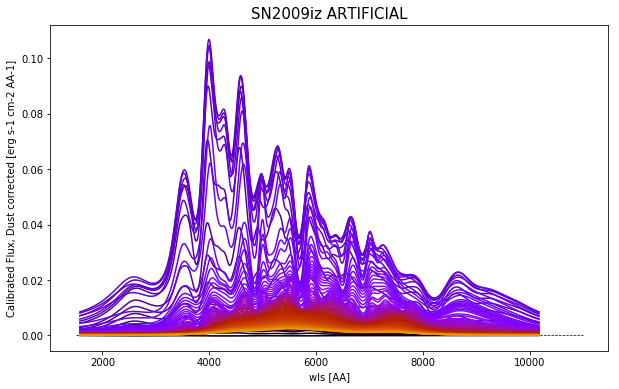 SN2009iz ARTIFICIAL
Calibrated Flux, Dust corrected [erg s-1 cm-2 AA-1]
0.10
0.08
0.06
0.04
0.02
0.00
2000 4000 6000 8000 10000
wls [AA]